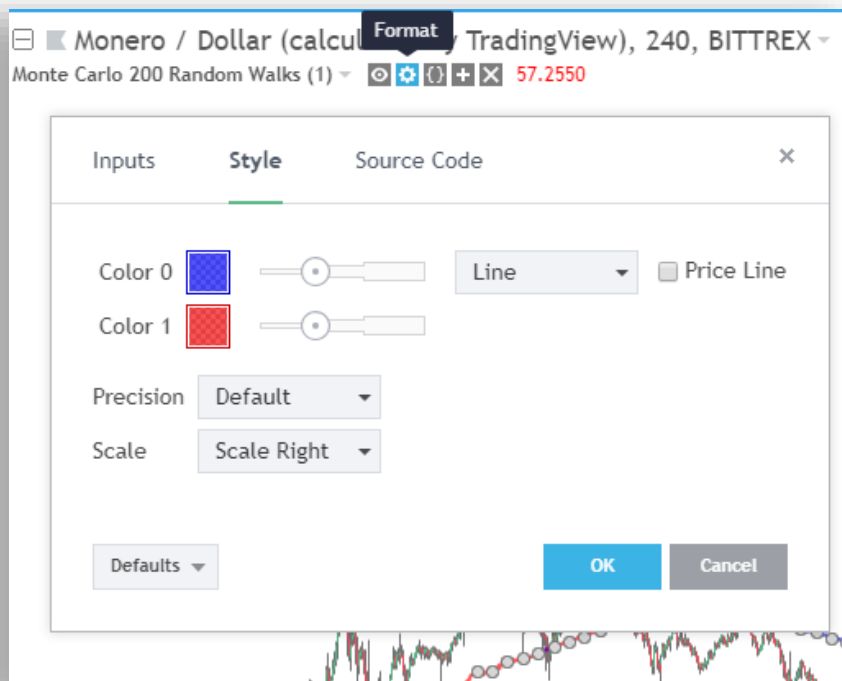 Format
Monero / Dollar (calcul y TradingView), 240, BITTREX
Monte Carlo 200 Random Walks (1) {} 57.2550
Inputs Style Source Code ×
Color 0 Line Price Line
Color 1
Precision Default
Scale Scale Right
Defaults OK Cancel